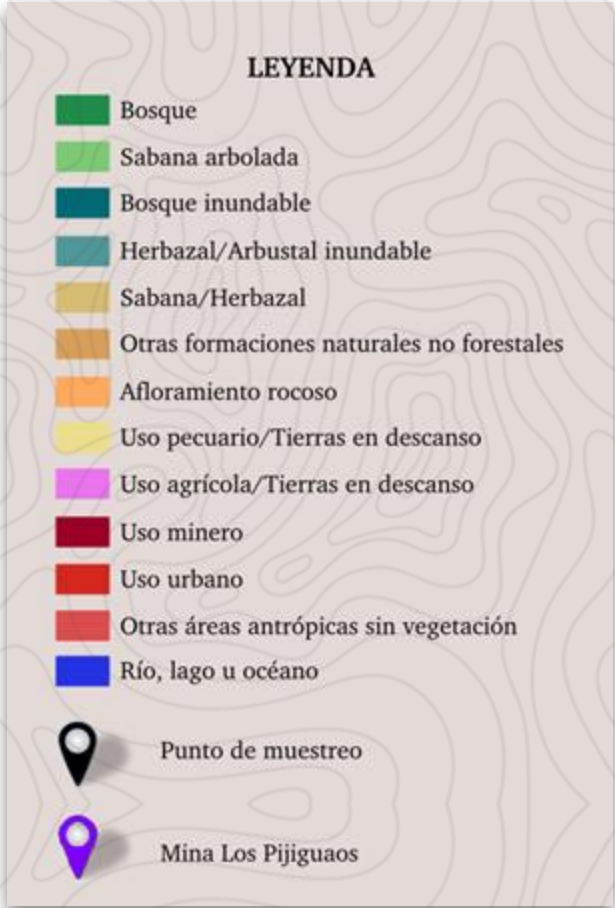 LEYENDA
Bosque
Sabana arbolada
Bosque inundable
Herbazal/Arbustal inundable
Sabana/Herbazal
Otras formaciones naturales no forestales
Afloramiento rocoso
Uso pecuario/Tierras en descanso
Uso agrícola/Tierras en descanso
Uso minero
Uso urbano
Otras áreas antrópicas sin vegetación
Río, lago u océano
Punto de muestreo
Mina Los Pijiguaos